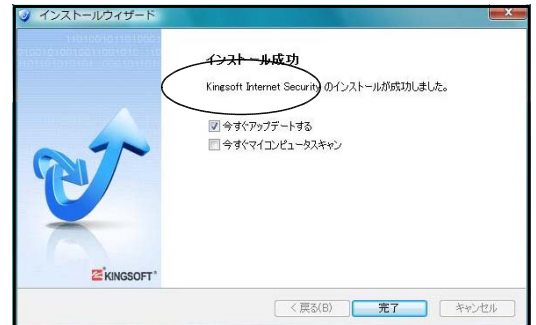 インストールウィザード
インストール成功
Kingsoft Internet Security のインストールが成功しました。
今すぐアップデートする
今すぐマイコンピュータスキャン
KINGSOFT
< 戻る(B)
完了
キャンセル